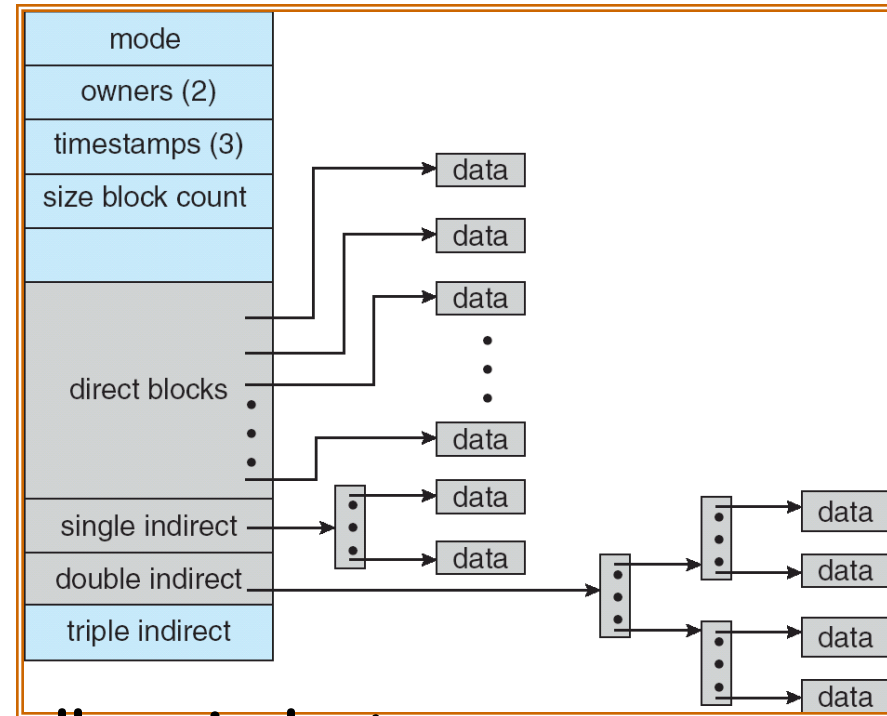 mode
owners (2)
timestamps (3)
size block count
direct blocks
single indirect
double indirect
triple indirect
data
data
data
data
data
data
data
data
data
data